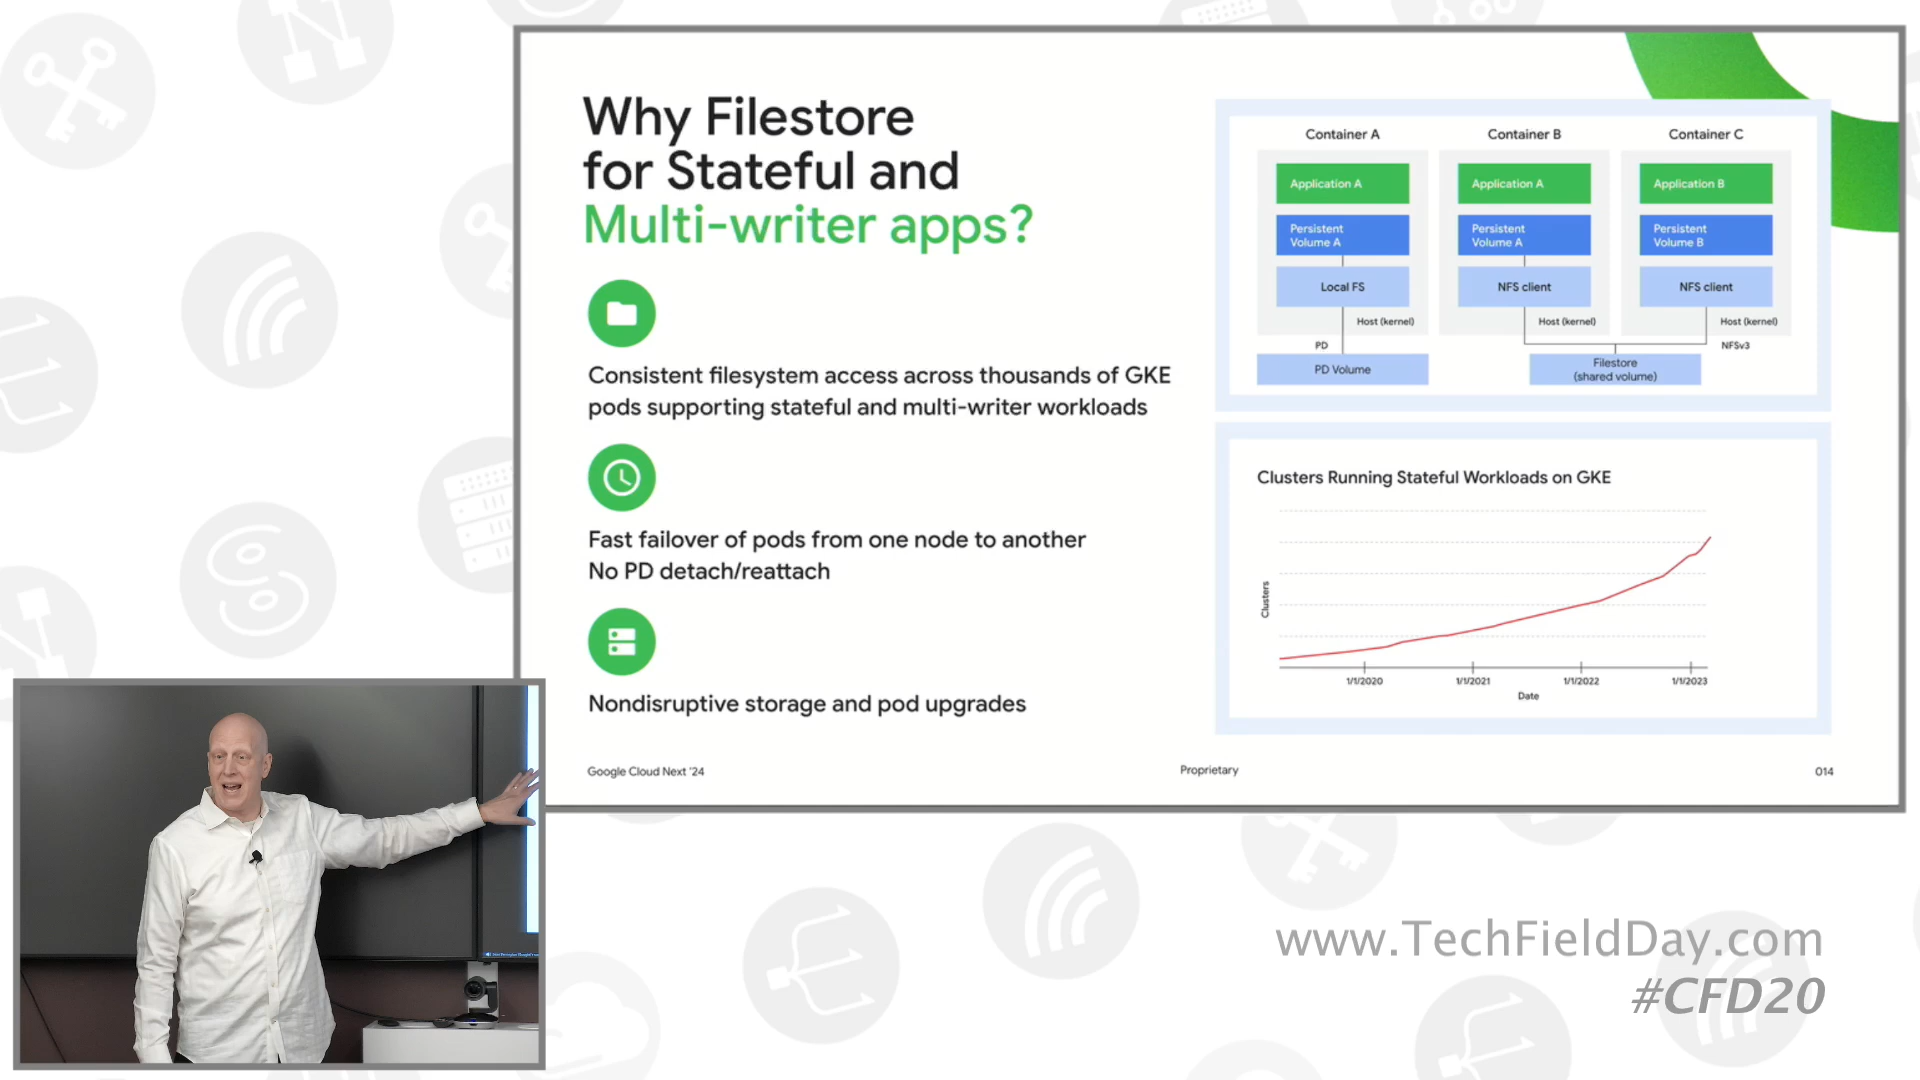 Why Filestore
for Stateful and
Multi-writer apps?
Consistent filesystem access across thousands of GKE
pods supporting stateful and multi-writer workloads
Fast failover of pods from one node to another
No PD detach/reattach
Nondisruptive storage and pod upgrades
Container A
Container B
Container C
Application A
Application A
Application B
Persistent
Volume A
Persistent
Volume A
Persistent
Volume B
Local FS
NFS client
NFS client
Host (kernel)
Host (kernel)
Host (kernel)
PD
NFSv3
PD Volume
Filestore
(shared volume)
Clusters Running Stateful Workloads on GKE
Clusters
1/1/2020
1/1/2021
1/1/2022
1/1/2023
Date
Google Cloud Next '24
Proprietary
014
www.TechFieldDay.com
#CFD20